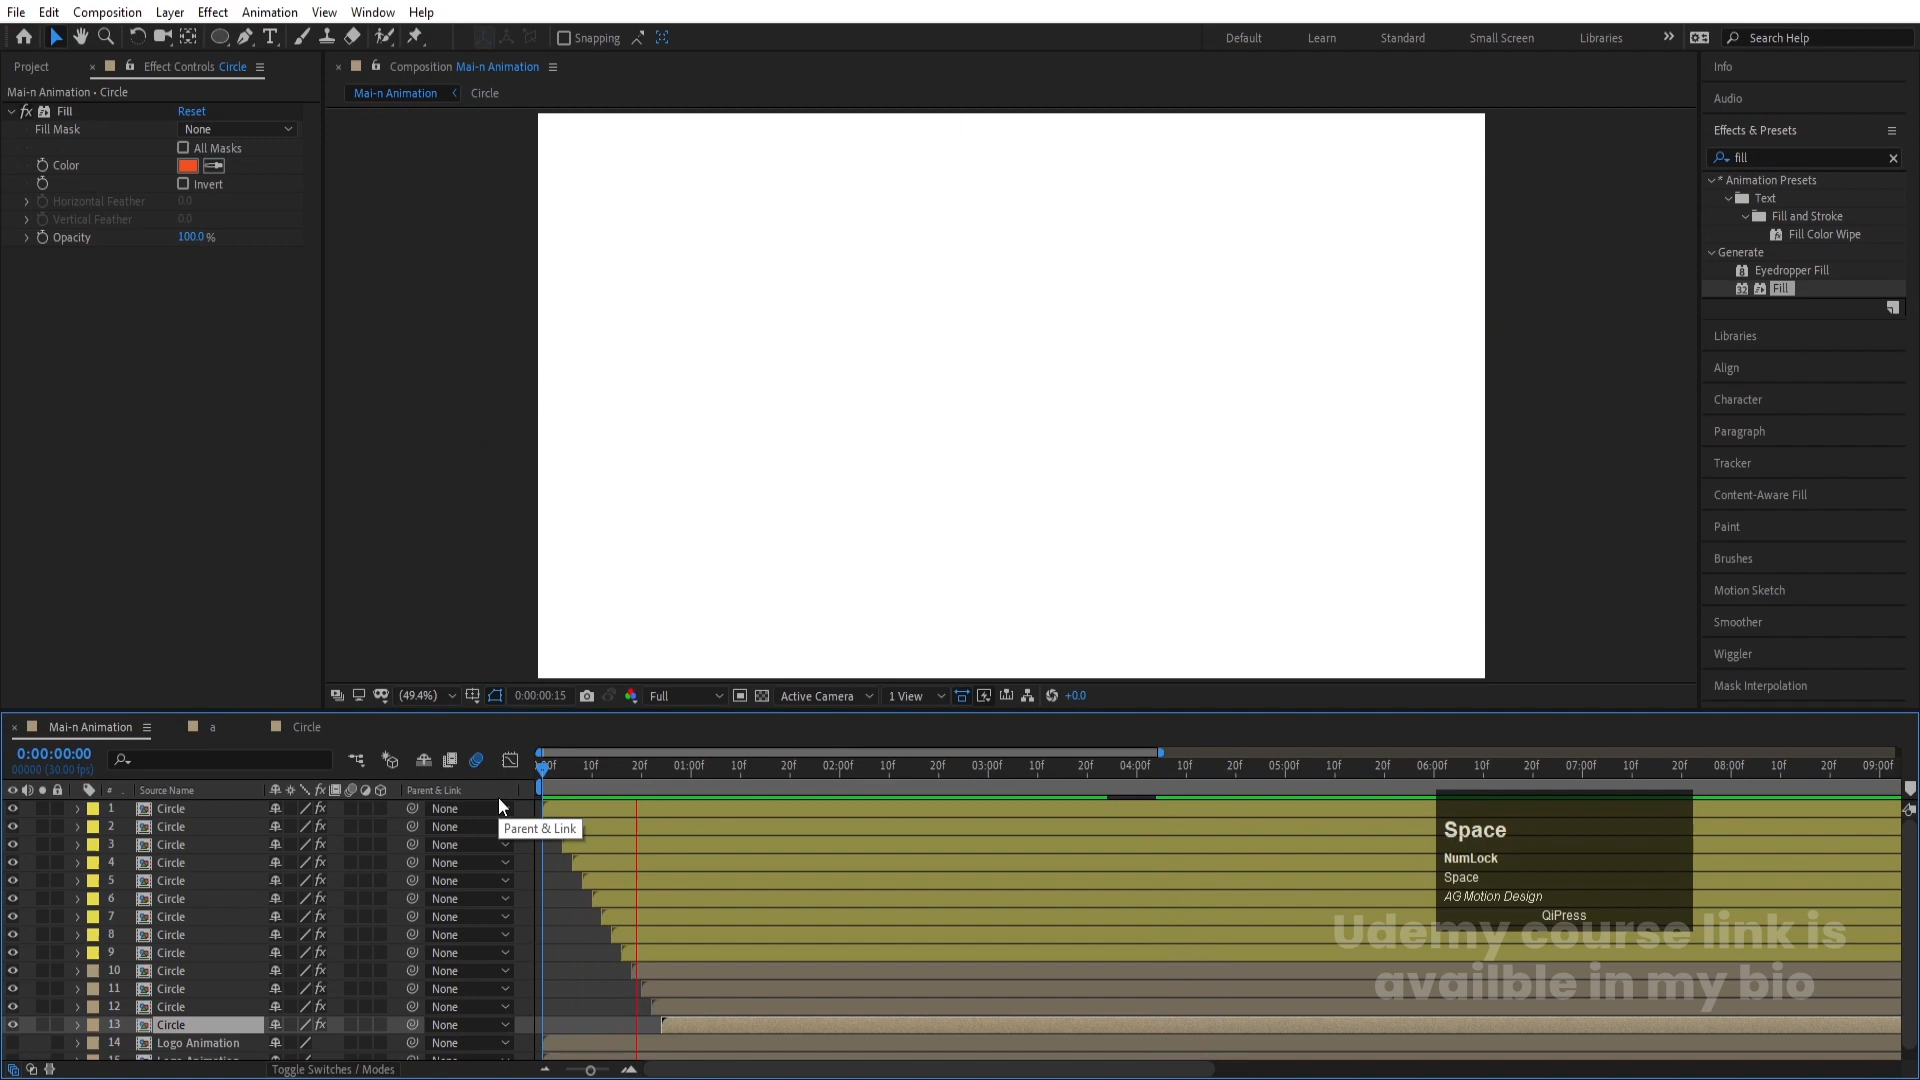 File Edit Composition Layer Effect Animation View Window Help
Snapping Default Learn Standard Small Screen Libraries Search Help
Project Effect Controls Circle
Composition Mai-n Animation
Info
Mai-n Animation • Circle
Mai-n Animation Circle
Audio
Fill Reset
Fill Mask None
All Masks
Color
Invert
Horizontal Feather 0.0
Vertical Feather 0.0
Opacity 100.0 %
Effects & Presets
fill
* Animation Presets
Text
Fill and Stroke
Fill Color Wipe
Generate
Eyedropper Fill
Fill
Libraries
Align
Character
Paragraph
Tracker
Content-Aware Fill
Paint
Brushes
Motion Sketch
Smoother
Wiggler
Mask Interpolation
(49.4%) 0:00:00:15 Full Active Camera 1 View +0.0
Mai-n Animation a Circle
0:00:00:00
00000 (30.00 fps)
10f 20f 01:00f 10f 20f 02:00f 10f 20f 03:00f 10f 20f 04:00f 10f 20f 05:00f 10f 20f 06:00f 10f 20f 07:00f 10f 20f 08:00f 10f 20f 09:00f
# Source Name Parent & Link
1 Circle None
2 Circle None
3 Circle None
4 Circle None
5 Circle None
6 Circle None
7 Circle None
8 Circle None
9 Circle None
10 Circle None
11 Circle None
12 Circle None
13 Circle None
14 Logo Animation None
Parent & Link
Toggle Switches / Modes
Space
NumLock
Space
AG Motion Design
QiPress
Udemy course link is
availble in my bio